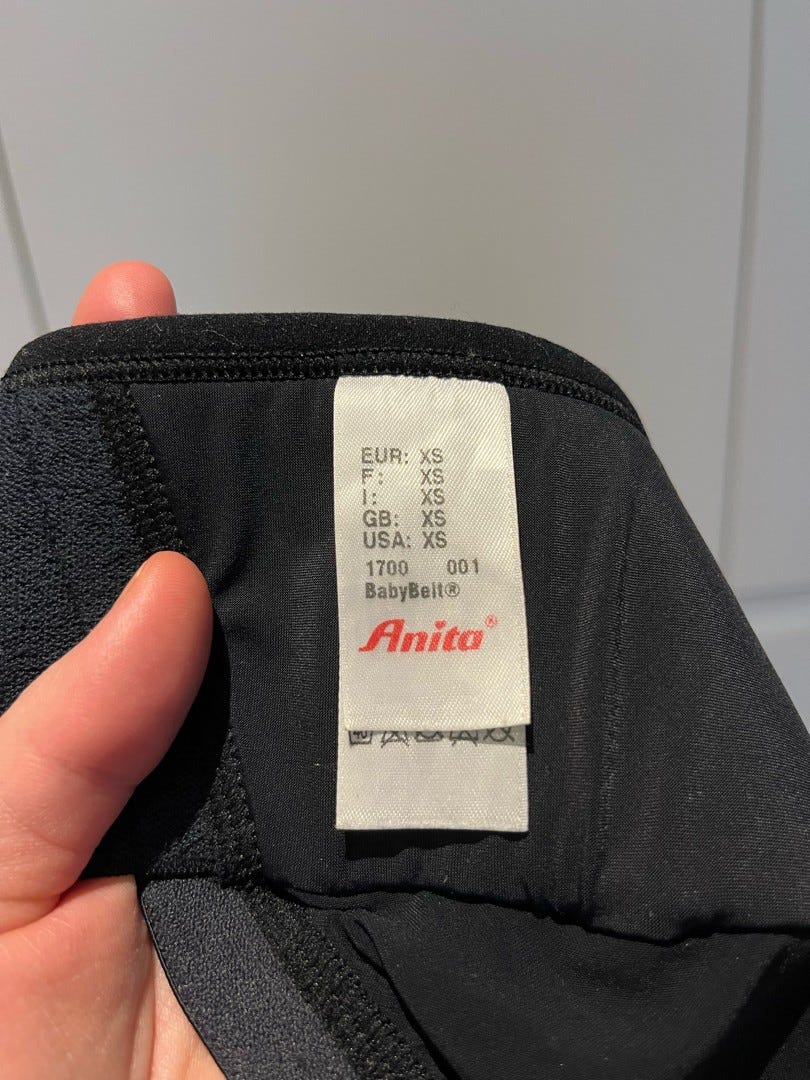 EUR: XS
F: XS
I: XS
GB: XS
USA: XS
1700 001
BabyBelt®
Anita®